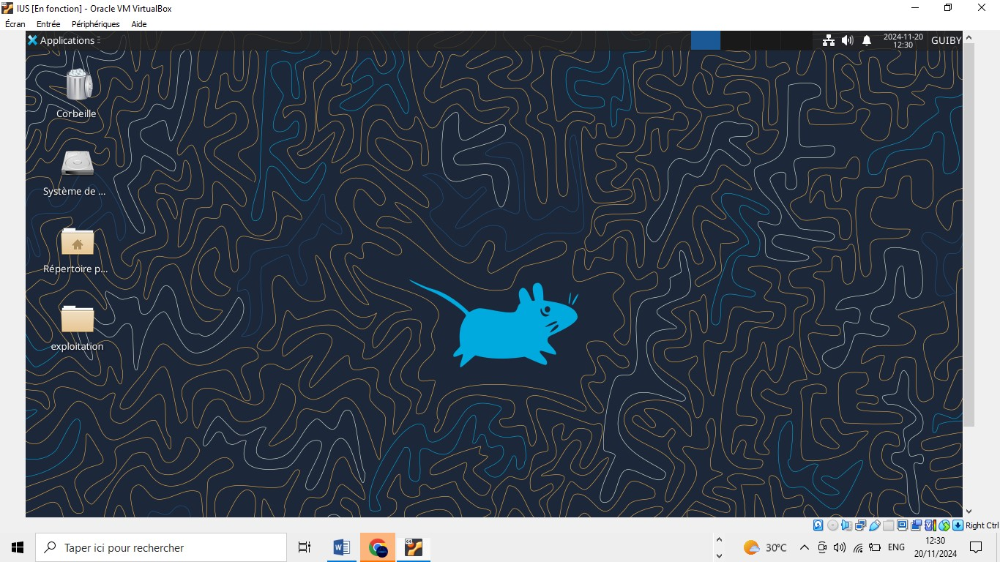 IUS [En fonction] - Oracle VM VirtualBox
Écran Entrée Périphériques Aide
Applications
2024-11-20
12:30
GUIBY
Corbeille
Système de ...
Répertoire p...
exploitation
Right Ctrl
Taper ici pour rechercher
30°C
ENG
12:30
20/11/2024